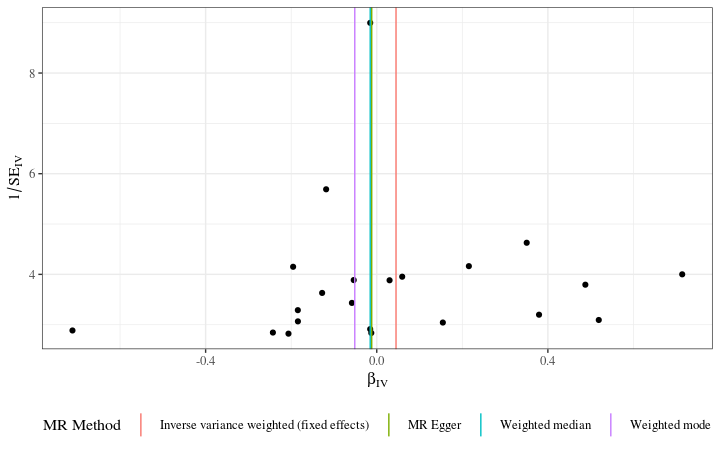 1/SE_IV
8
6
4
-0.4 0.0 0.4
β_IV
MR Method Inverse variance weighted (fixed effects) MR Egger Weighted median Weighted mode